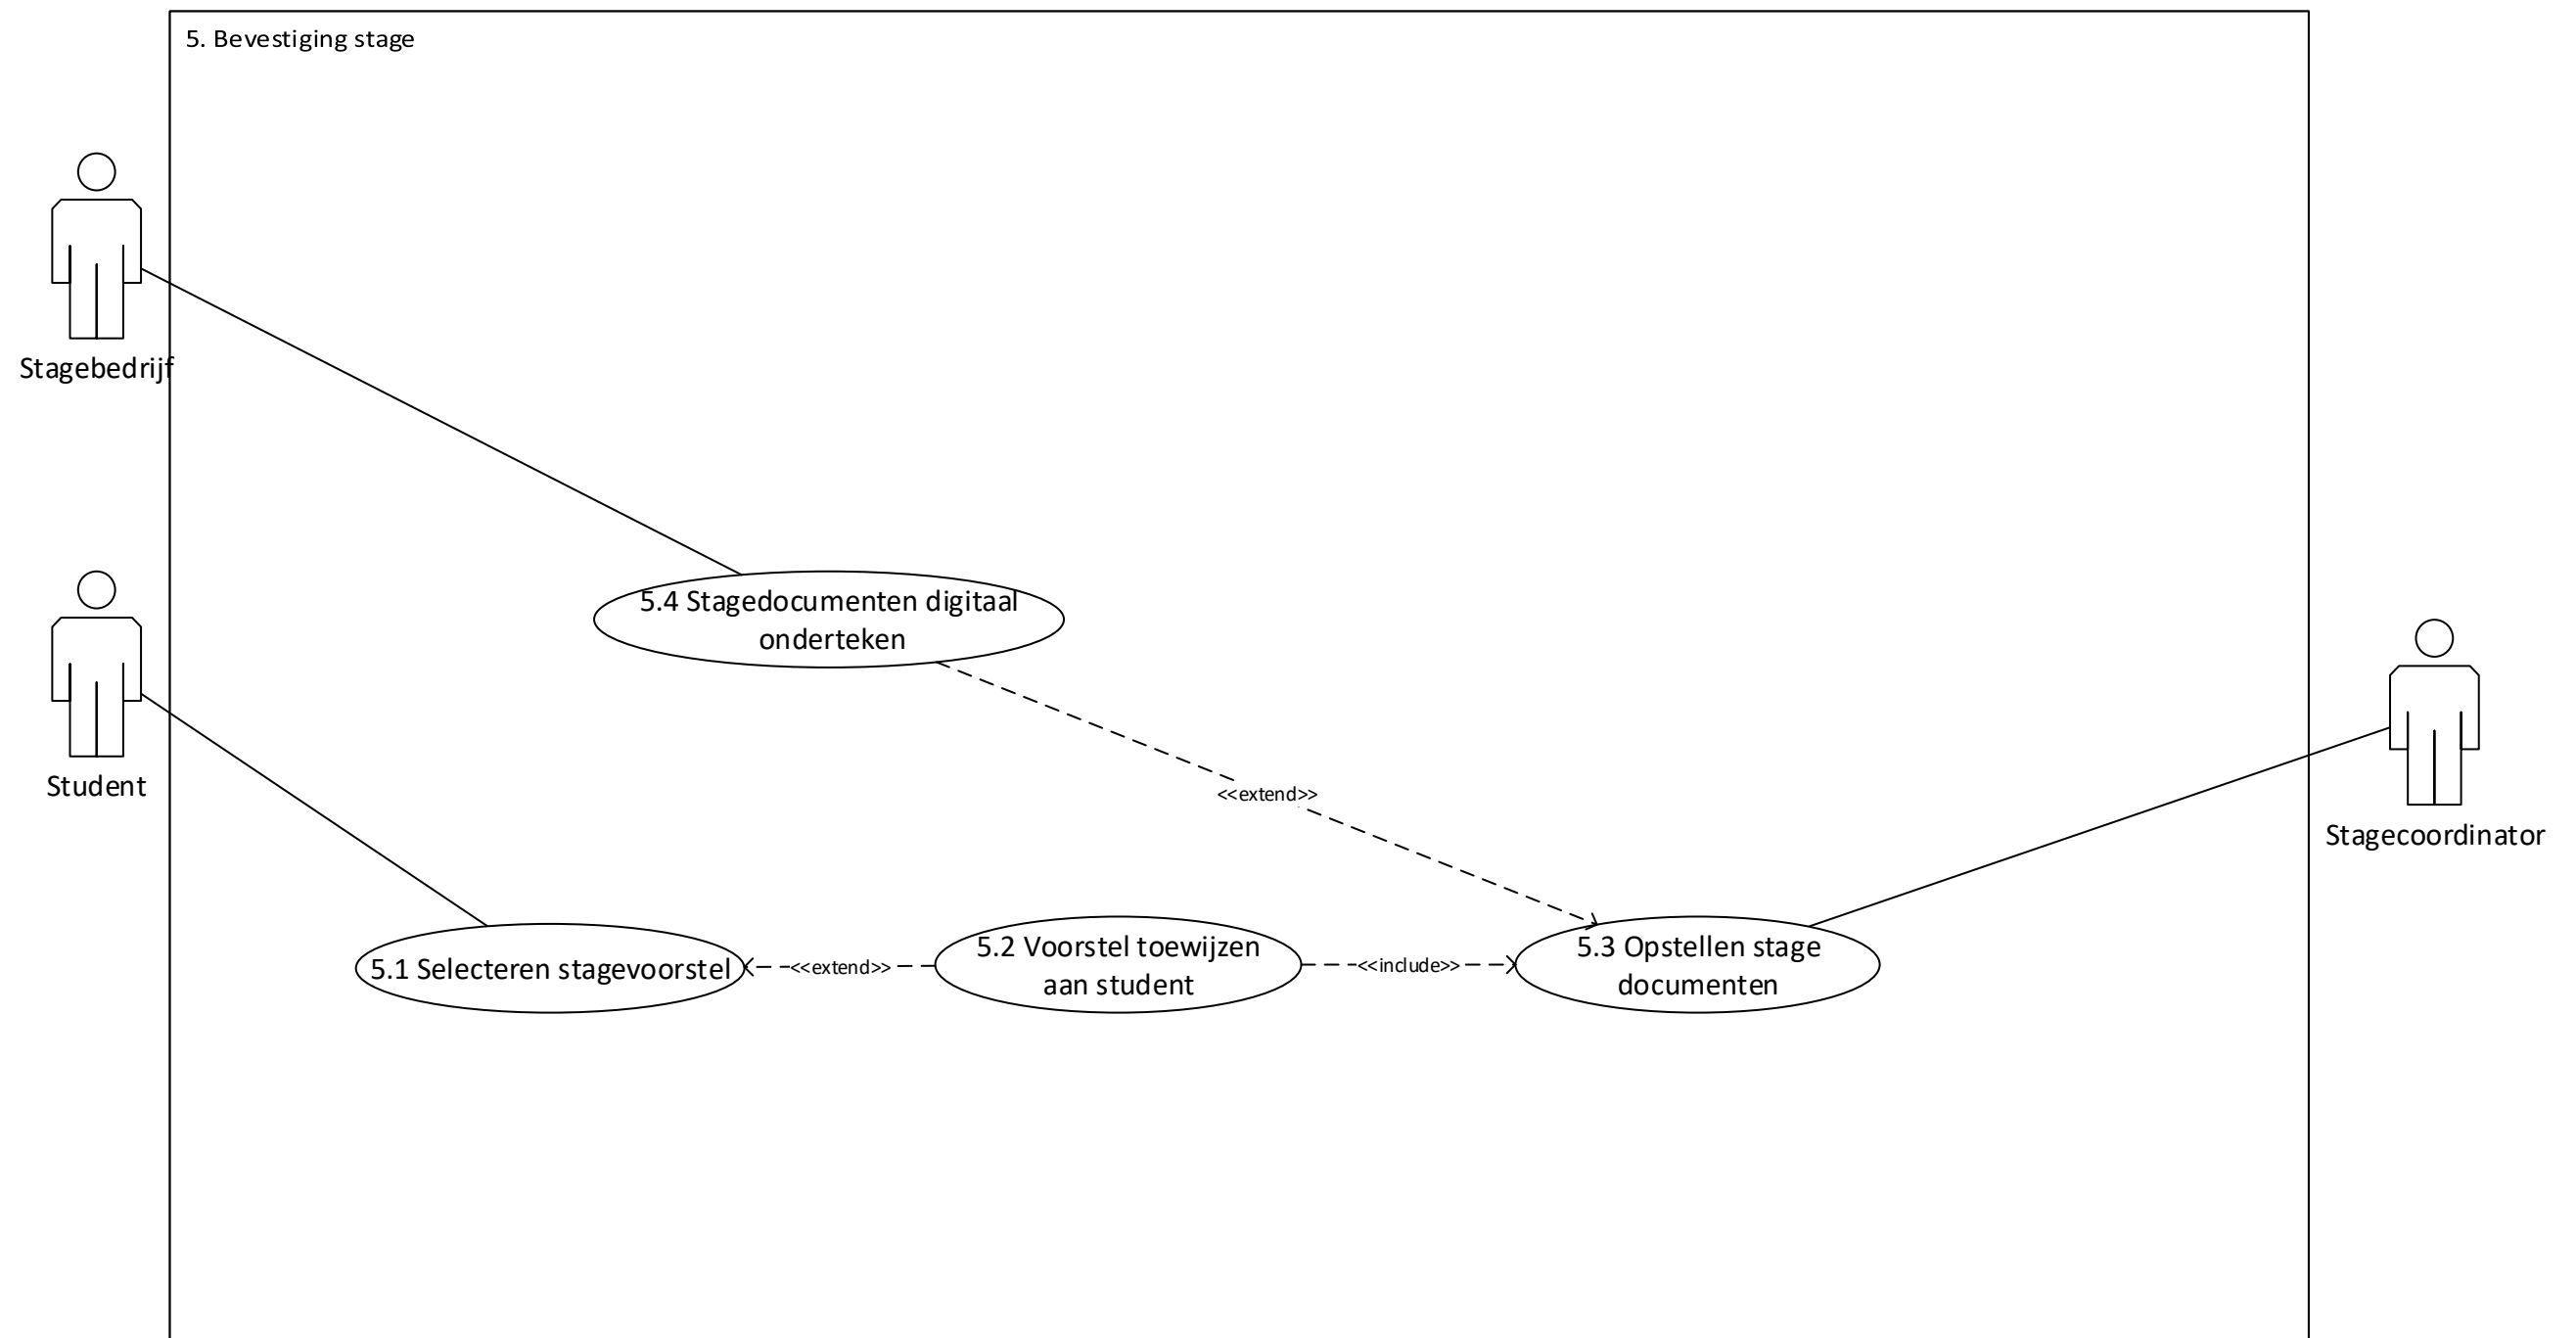 5. Bevestiging stage
Stagebedrijf
5.4 Stagedocumenten digitaal
onderteken
Student
<<extend>>
Stagecoordinator
5.1 Selecteren stagevoorstel
<<extend>>
5.2 Voorstel toewijzen
aan student
<<include>>
5.3 Opstellen stage
documenten